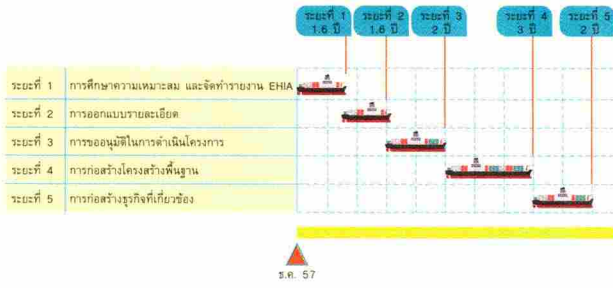 ระยะที่ 1
1.6 ปี
ระยะที่ 2
1.6 ปี
ระยะที่ 3
2 ปี
ระยะที่ 4
3 ปี
ระยะที่ 5
2 ปี
ระยะที่ 1 การศึกษาความเหมาะสม และจัดทำรายงาน EHIA
ระยะที่ 2 การออกแบบรายละเอียด
ระยะที่ 3 การขออนุมัติในการดำเนินโครงการ
ระยะที่ 4 การก่อสร้างโครงสร้างพื้นฐาน
ระยะที่ 5 การก่อสร้างธุรกิจที่เกี่ยวข้อง
ธ.ค. 57